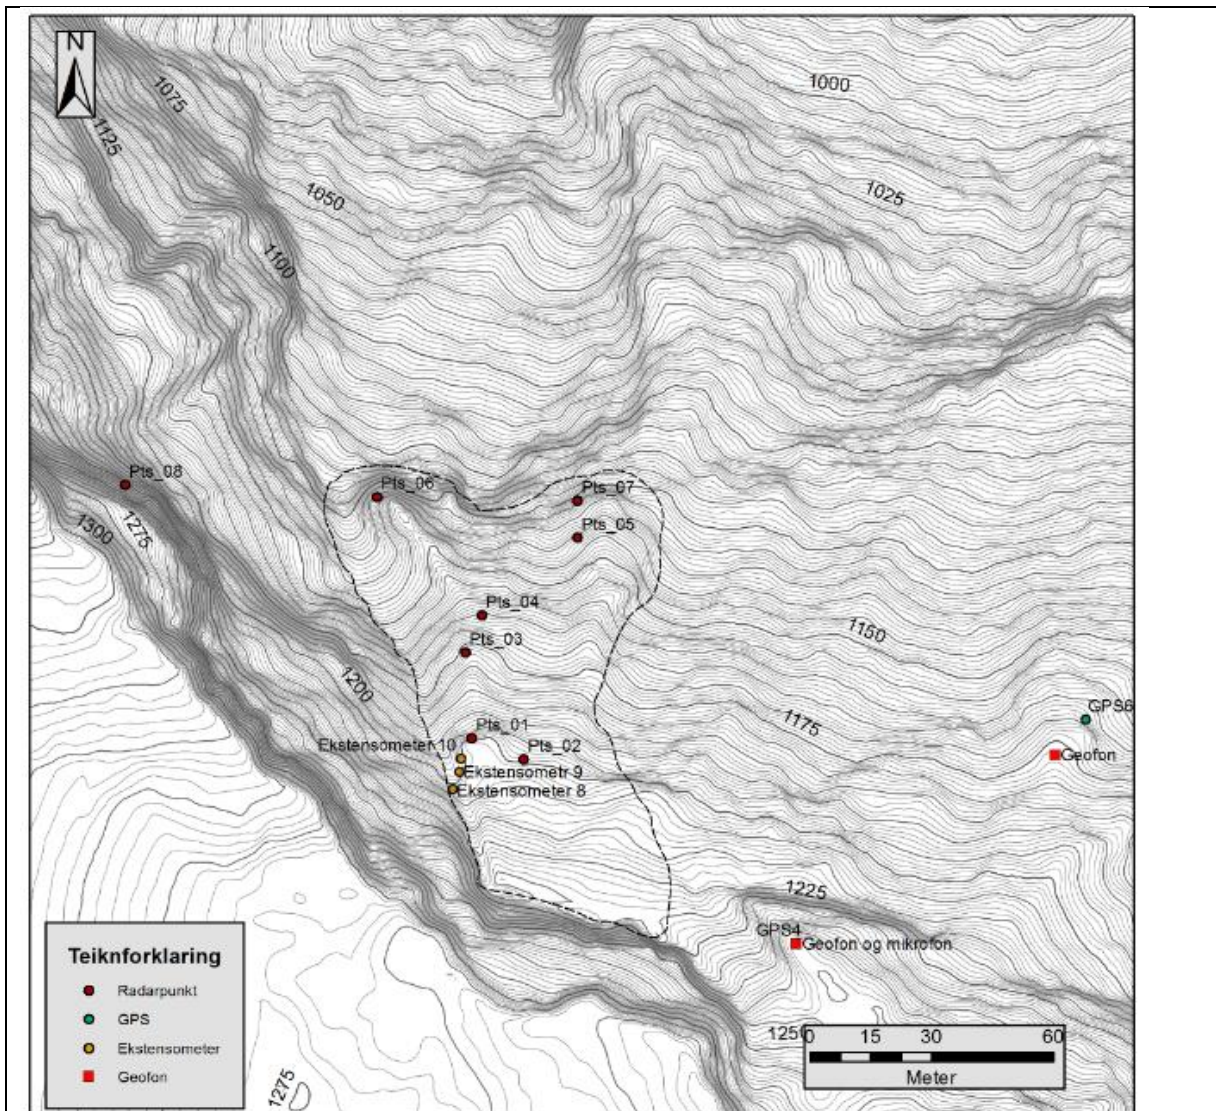 N
1075
1000
1125
1050
1025
1100
Pts_08
Pts_06
Pts_07
1300
1275
Pts_05
Pts_04
1150
Pts_03
1200
GPS6
Pts_01
1175
Ekstensometer 10
Pts_02
Geofon
Ekstensometr 9
Ekstensometer 8
1225
GPS4
Geofon og mikrofon
Teiknforklaring
Radarpunkt
GPS
Ekstensometer
Geofon
1250
0 15 30 60
Meter
1275